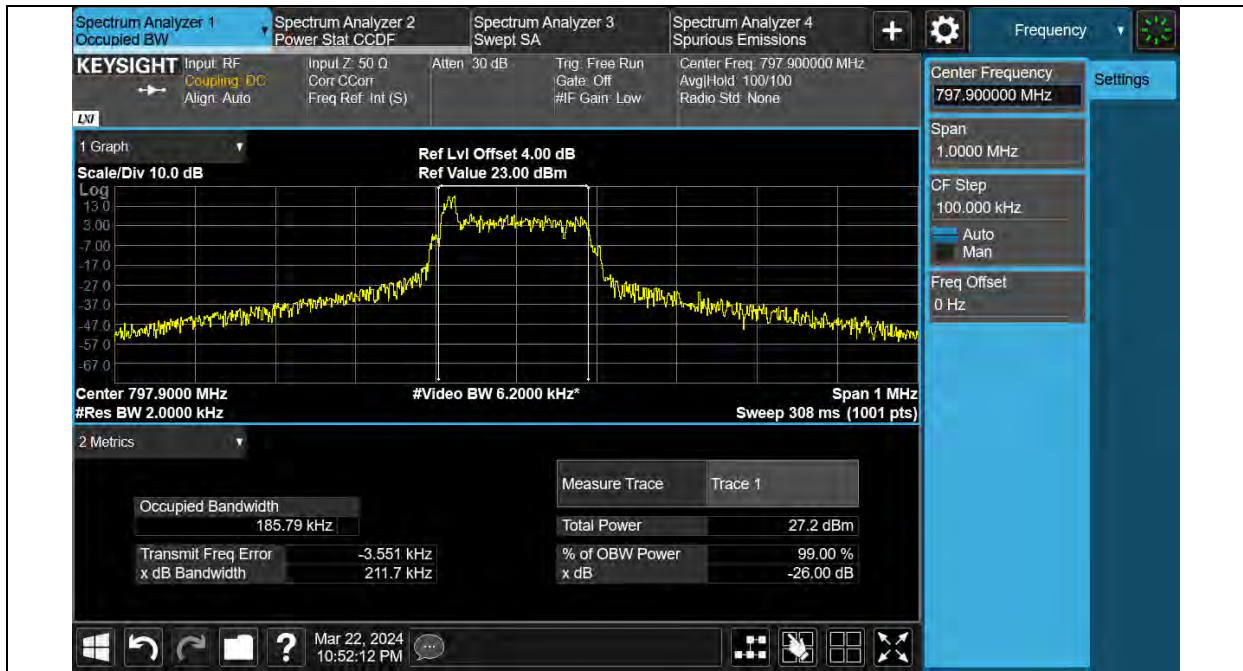 Spectrum Analyzer 1
Occupied BW
Spectrum Analyzer 2
Power Stat CCDF
Spectrum Analyzer 3
Swept SA
Spectrum Analyzer 4
Spurious Emissions
+
Frequency
KEYSIGHT
LXI
Input: RF
Coupling: DC
Align: Auto
Input Z: 50 Ω
Corr CCorr
Freq Ref: Int (S)
Atten: 30 dB
Trig: Free Run
Gate: Off
#IF Gain: Low
Center Freq: 797.900000 MHz
Avg|Hold: 100/100
Radio Std: None
Center Frequency
797.900000 MHz
Settings
Span
1.0000 MHz
CF Step
100.000 kHz
Auto
Man
Freq Offset
0 Hz
1 Graph
Scale/Div 10.0 dB
Ref Lvl Offset 4.00 dB
Ref Value 23.00 dBm
Log
13.0
3.00
-7.00
-17.0
-27.0
-37.0
-47.0
-57.0
-67.0
Center 797.9000 MHz
#Video BW 6.2000 kHz*
Span 1 MHz
#Res BW 2.0000 kHz
Sweep 308 ms (1001 pts)
2 Metrics
Measure Trace Trace 1
Occupied Bandwidth
185.79 kHz
Total Power 27.2 dBm
Transmit Freq Error -3.551 kHz
% of OBW Power 99.00 %
x dB Bandwidth 211.7 kHz
x dB -26.00 dB
?
Mar 22, 2024
10:52:12 PM